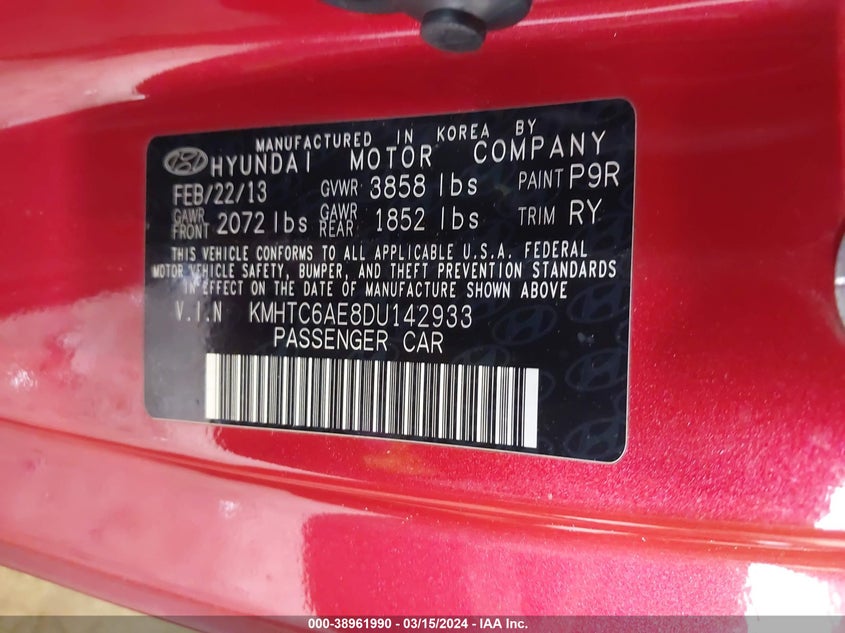 MANUFACTURED IN KOREA BY
HYUNDAI MOTOR COMPANY
FEB/22/13 GVWR 3858 lbs PAINT P9R
GAWR FRONT 2072 lbs GAWR REAR 1852 lbs TRIM RY
THIS VEHICLE CONFORMS TO ALL APPLICABLE U.S.A. FEDERAL
MOTOR VEHICLE SAFETY, BUMPER, AND THEFT PREVENTION STANDARDS
IN EFFECT ON THE DATE OF MANUFACTURE SHOWN ABOVE
V.I.N KMHTC6AE8DU142933
PASSENGER CAR
000-38961990 - 03/15/2024 - IAA Inc.